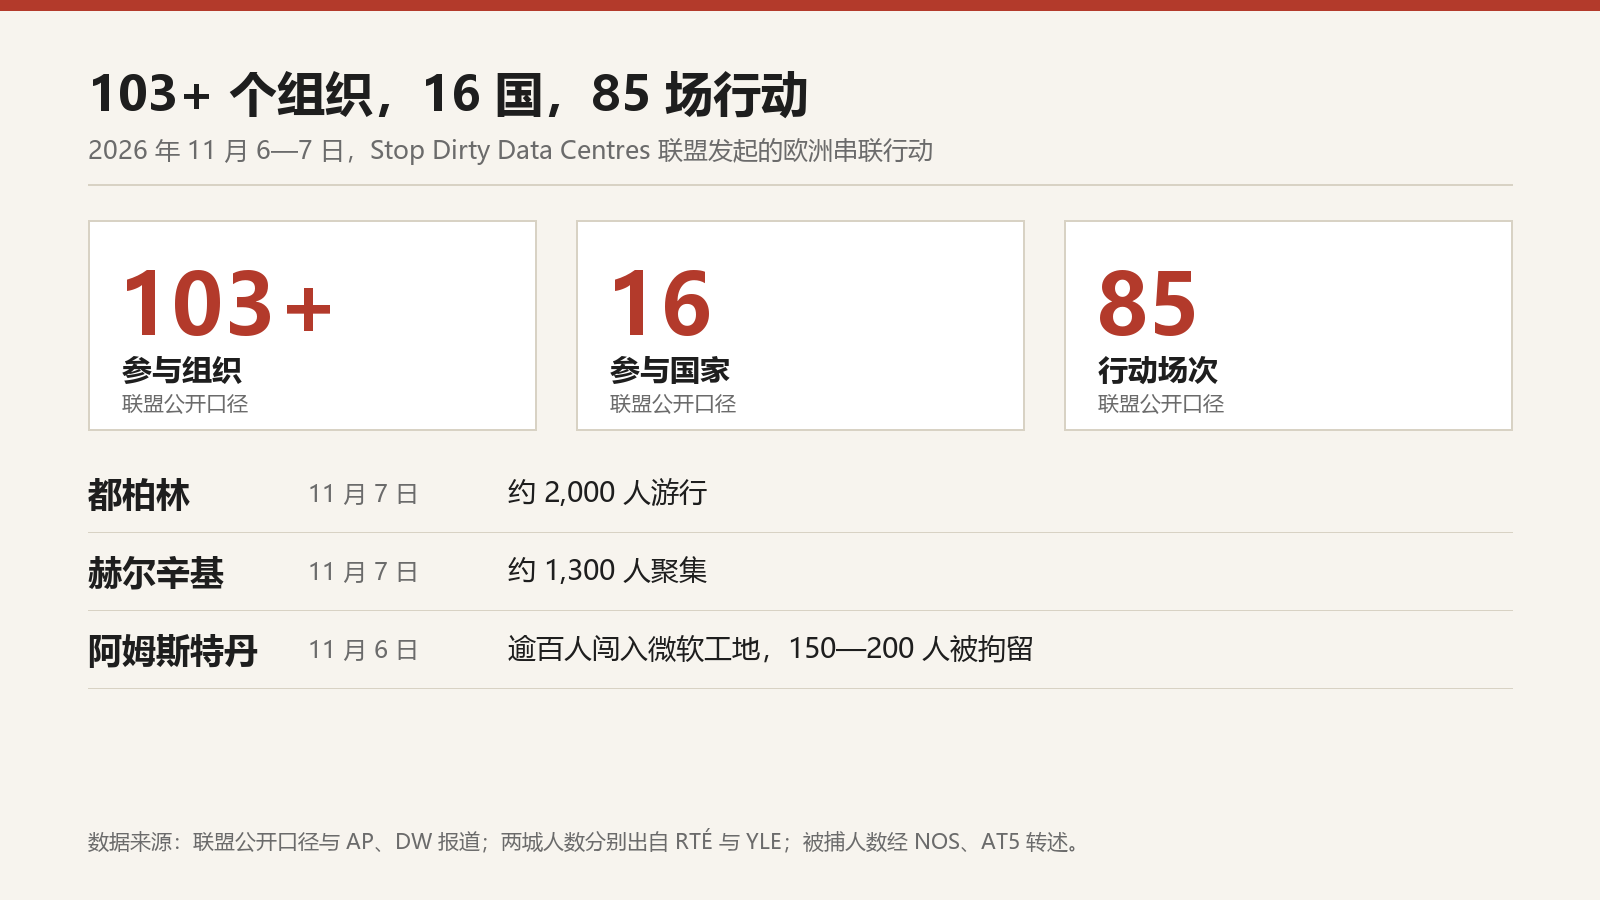 103+ 个组织，16 国，85 场行动
2026 年 11 月 6—7 日，Stop Dirty Data Centres 联盟发起的欧洲串联行动
103+
参与组织
联盟公开口径
16
参与国家
联盟公开口径
85
行动场次
联盟公开口径
都柏林 11 月 7 日 约 2,000 人游行
赫尔辛基 11 月 7 日 约 1,300 人聚集
阿姆斯特丹 11 月 6 日 逾百人闯入微软工地，150—200 人被拘留
数据来源：联盟公开口径与 AP、DW 报道；两城人数分别出自 RTÉ 与 YLE；被捕人数经 NOS、AT5 转述。